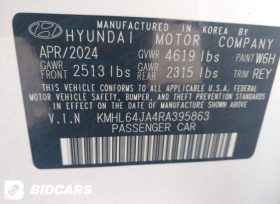 MANUFACTURED IN KOREA BY
HYUNDAI MOTOR COMPANY
APR/2024 GVWR 4619 lbs PAINT W6H
GAWR 2513 lbs GAWR 2315 lbs TRIM REY
THIS VEHICLE CONFORMS TO ALL APPLICABLE U.S.A. FEDERAL
MOTOR VEHICLE SAFETY, BUMPER, AND THEFT PREVENTION STANDARDS
IN EFFECT ON THE DATE OF MANUFACTURE SHOWN ABOVE.
V.I.N KMHL64JA4RA395863
PASSENGER CAR
BIDCARS